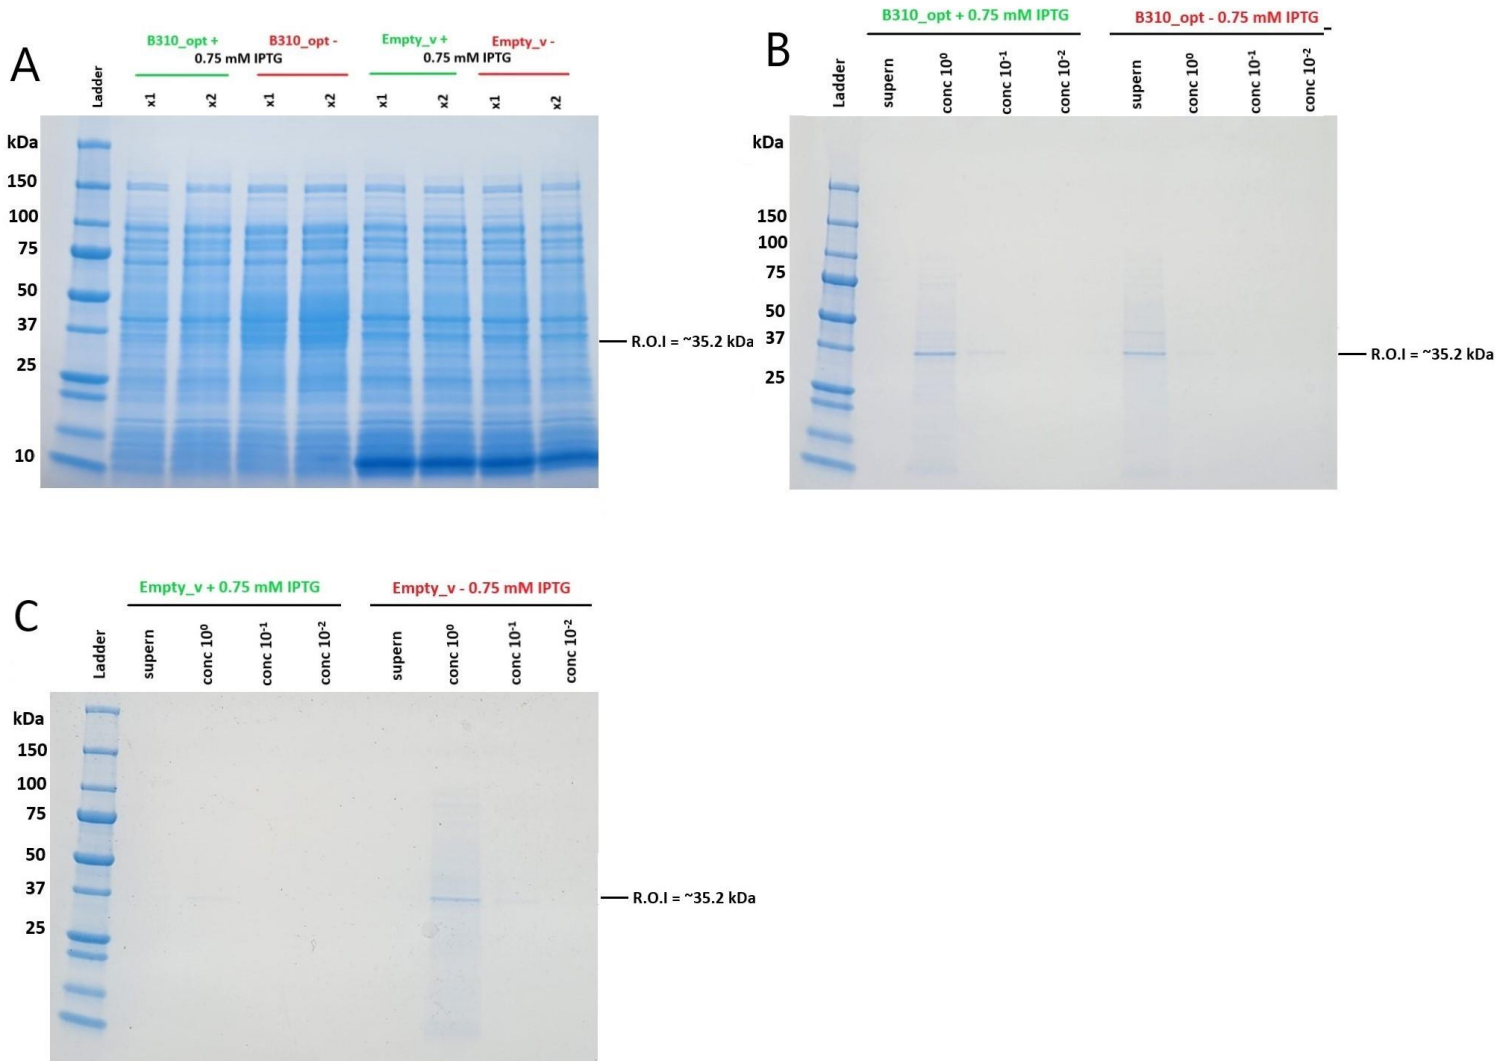 A
B310_opt +
B310_opt -
Empty_v +
Empty_v -
0.75 mM IPTG
0.75 mM IPTG
Ladder
x1
x2
x1
x2
x1
x2
x1
x2
kDa
150
100
75
50
37
25
10
R.O.I = ~35.2 kDa
B
B310_opt + 0.75 mM IPTG
B310_opt - 0.75 mM IPTG
Ladder
supern
conc 10⁰
conc 10⁻¹
conc 10⁻²
supern
conc 10⁰
conc 10⁻¹
conc 10⁻²
kDa
150
100
75
50
37
25
R.O.I = ~35.2 kDa
C
Empty_v + 0.75 mM IPTG
Empty_v - 0.75 mM IPTG
Ladder
supern
conc 10⁰
conc 10⁻¹
conc 10⁻²
supern
conc 10⁰
conc 10⁻¹
conc 10⁻²
kDa
150
100
75
50
37
25
R.O.I = ~35.2 kDa